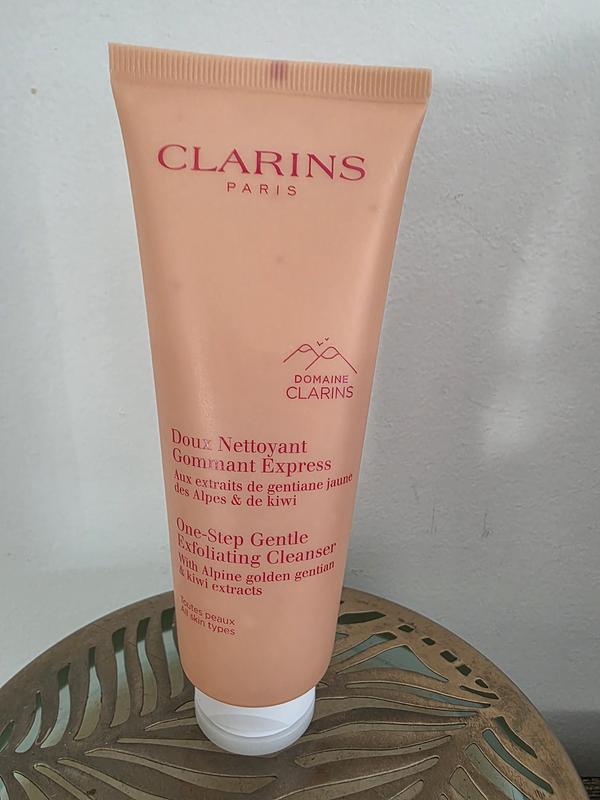 CLARINS
PARIS
DOMAINE
CLARINS
Doux Nettoyant
Gommant Express
Aux extraits de gentiane jaune
des Alpes & de kiwi
One-Step Gentle
Exfoliating Cleanser
With Alpine golden gentian
& kiwi extracts
Toutes peaux
All skin types